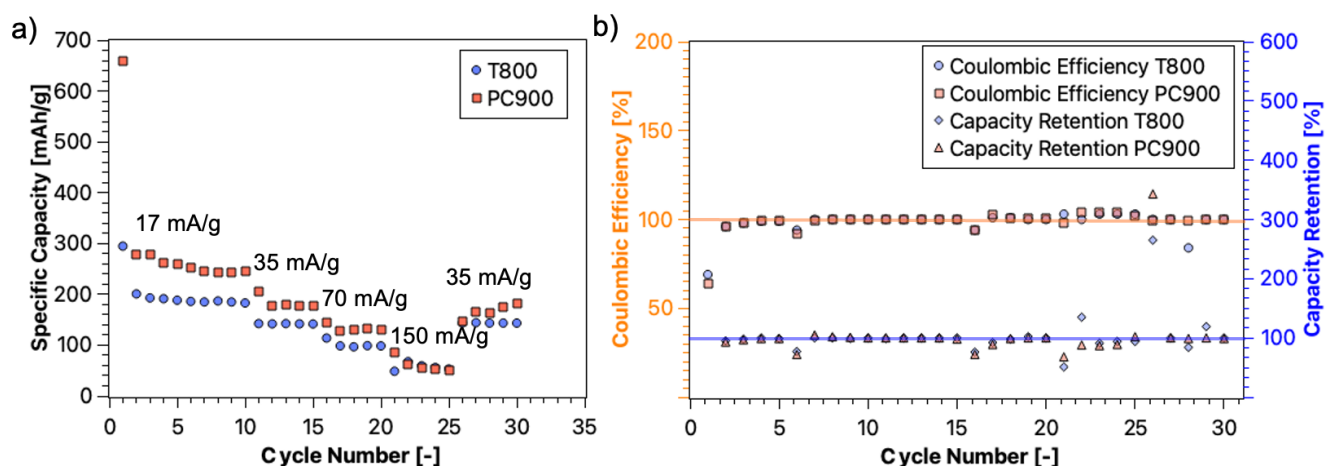 a)
700
600
500
400
300
200
100
0
Specific Capacity [mAh/g]
T800
PC900
17 mA/g
35 mA/g
70 mA/g
150 mA/g
35 mA/g
0 5 10 15 20 25 30 35
Cycle Number [-]
b)
200
150
100
50
Coulombic Efficiency [%]
Coulombic Efficiency T800
Coulombic Efficiency PC900
Capacity Retention T800
Capacity Retention PC900
600
500
400
300
200
100
Capacity Retention [%]
0 5 10 15 20 25 30
Cycle Number [-]